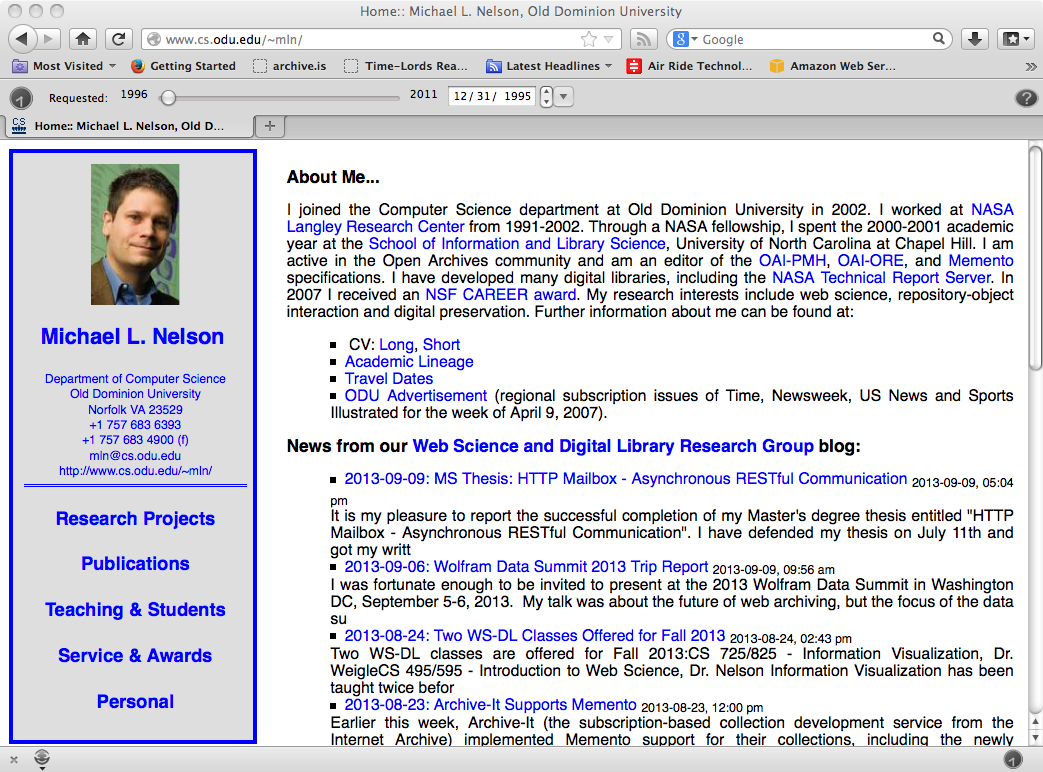 Home:: Michael L. Nelson, Old Dominion University
www.cs.odu.edu/~mln/
Google
Most Visited
Getting Started
archive.is
Time-Lords Rea...
Latest Headlines
Air Ride Technol...
Amazon Web Ser...
Requested: 1996 2011 12/31/ 1995
CS Home:: Michael L. Nelson, Old D...
Michael L. Nelson
Department of Computer Science
Old Dominion University
Norfolk VA 23529
+1 757 683 6393
+1 757 683 4900 (f)
mln@cs.odu.edu
http://www.cs.odu.edu/~mln/
Research Projects
Publications
Teaching & Students
Service & Awards
Personal
About Me...
I joined the Computer Science department at Old Dominion University in 2002. I worked at NASA
Langley Research Center from 1991-2002. Through a NASA fellowship, I spent the 2000-2001 academic
year at the School of Information and Library Science, University of North Carolina at Chapel Hill. I am
active in the Open Archives community and am an editor of the OAI-PMH, OAI-ORE, and Memento
specifications. I have developed many digital libraries, including the NASA Technical Report Server. In
2007 I received an NSF CAREER award. My research interests include web science, repository-object
interaction and digital preservation. Further information about me can be found at:
CV: Long, Short
Academic Lineage
Travel Dates
ODU Advertisement (regional subscription issues of Time, Newsweek, US News and Sports
Illustrated for the week of April 9, 2007).
News from our Web Science and Digital Library Research Group blog:
2013-09-09: MS Thesis: HTTP Mailbox - Asynchronous RESTful Communication 2013-09-09, 05:04
pm
It is my pleasure to report the successful completion of my Master's degree thesis entitled "HTTP
Mailbox - Asynchronous RESTful Communication". I have defended my thesis on July 11th and
got my writt
2013-09-06: Wolfram Data Summit 2013 Trip Report 2013-09-09, 09:56 am
I was fortunate enough to be invited to present at the 2013 Wolfram Data Summit in Washington
DC, September 5-6, 2013. My talk was about the future of web archiving, but the focus of the data
su
2013-08-24: Two WS-DL Classes Offered for Fall 2013 2013-08-24, 02:43 pm
Two WS-DL classes are offered for Fall 2013:CS 725/825 - Information Visualization, Dr.
WeigleCS 495/595 - Introduction to Web Science, Dr. Nelson Information Visualization has been
taught twice befor
2013-08-23: Archive-It Supports Memento 2013-08-23, 12:00 pm
Earlier this week, Archive-It (the subscription-based collection development service from the
Internet Archive) implemented Memento support for their collections, including the newly